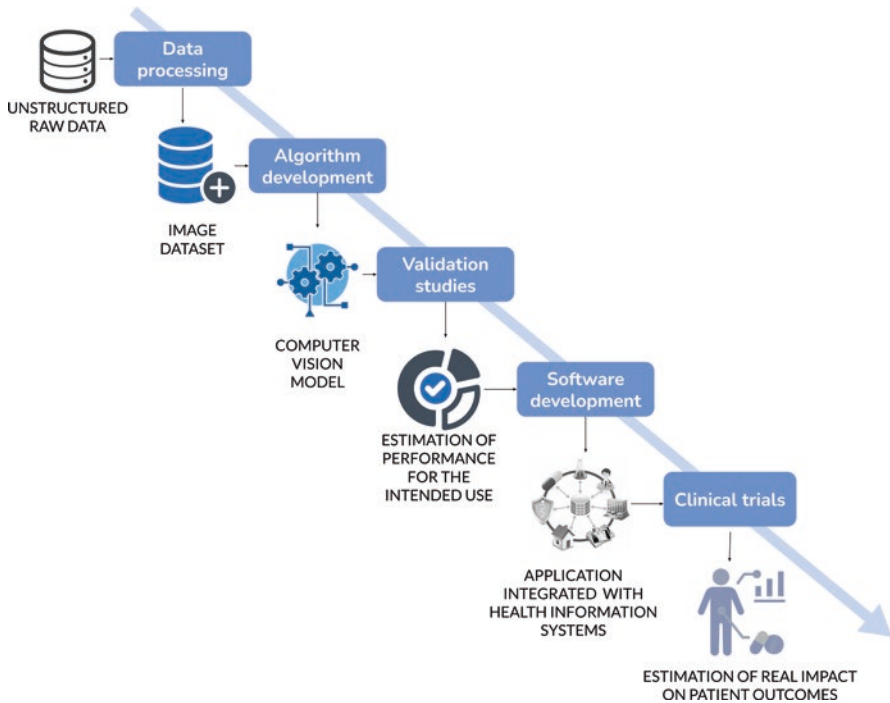 Data
processing
UNSTRUCTURED
RAW DATA
Algorithm
development
IMAGE
DATASET
Validation
studies
COMPUTER
VISION
MODEL
Software
development
ESTIMATION OF
PERFORMANCE
FOR THE
INTENDED USE
Clinical trials
APPLICATION
INTEGRATED WITH
HEALTH INFORMATION
SYSTEMS
ESTIMATION OF REAL IMPACT
ON PATIENT OUTCOMES